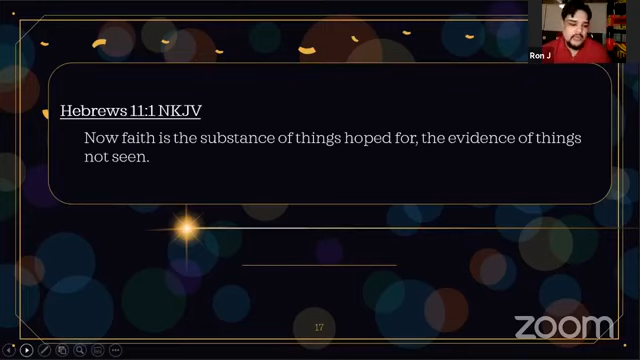 Ron J
Hebrews 11:1 NKJV
Now faith is the substance of things hoped for, the evidence of things
not seen.
17
zoom